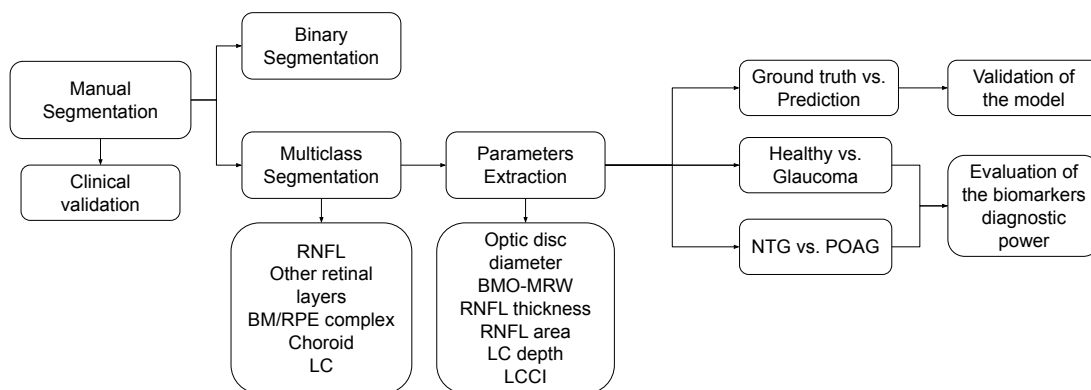 Manual
Segmentation
Clinical
validation
Binary
Segmentation
Multiclass
Segmentation
RNFL
Other retinal
layers
BM/RPE complex
Choroid
LC
Parameters
Extraction
Optic disc
diameter
BMO-MRW
RNFL thickness
RNFL area
LC depth
LCCI
Ground truth vs.
Prediction
Validation of
the model
Healthy vs.
Glaucoma
NTG vs. POAG
Evaluation of
the biomarkers
diagnostic
power